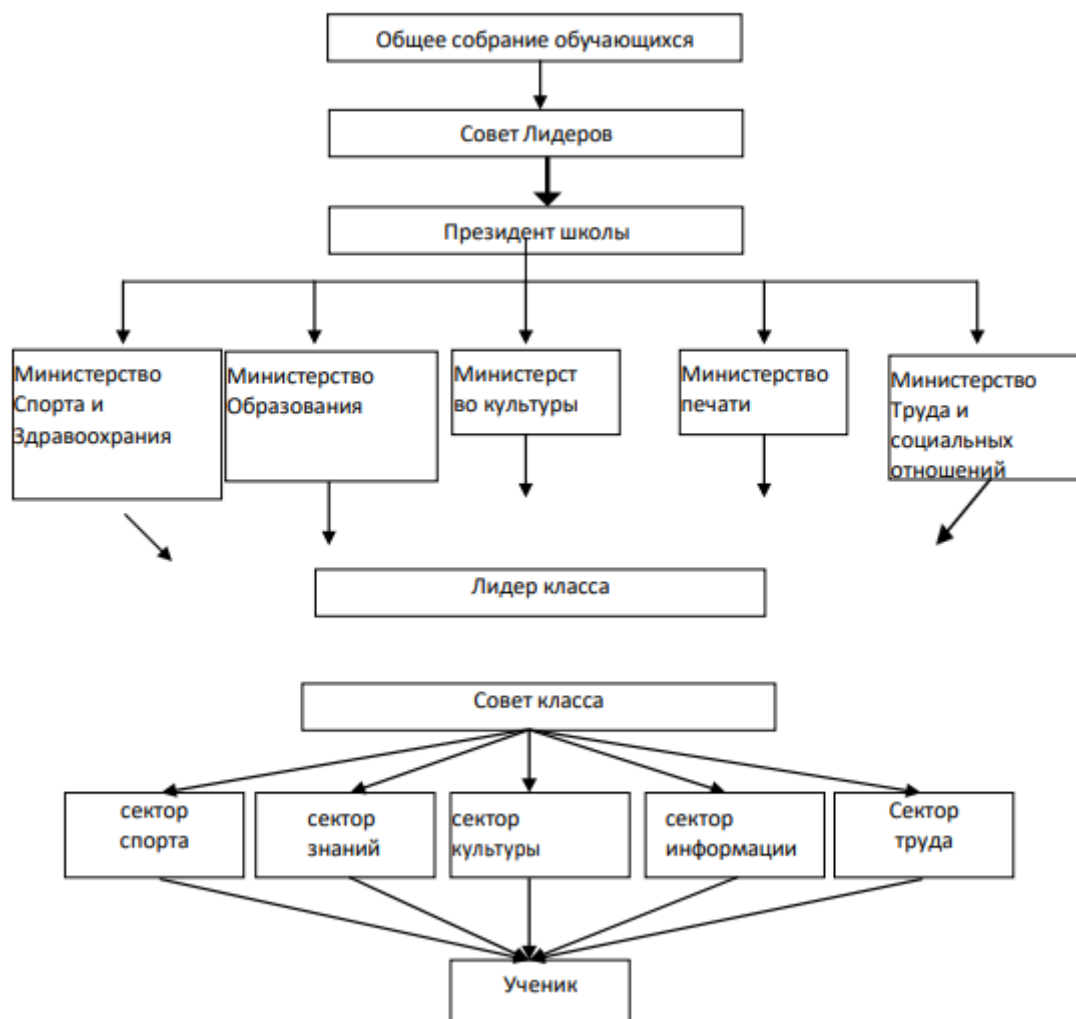 Общее собрание обучающихся
Совет Лидеров
Президент школы
Министерство
Спорта и
Здравоохрания
Министерство
Образования
Министерст
во культуры
Министерство
печати
Министерство
Труда и
социальных
отношений
Лидер класса
Совет класса
сектор
спорта
сектор
знаний
сектор
культуры
сектор
информации
Сектор
труда
Ученик